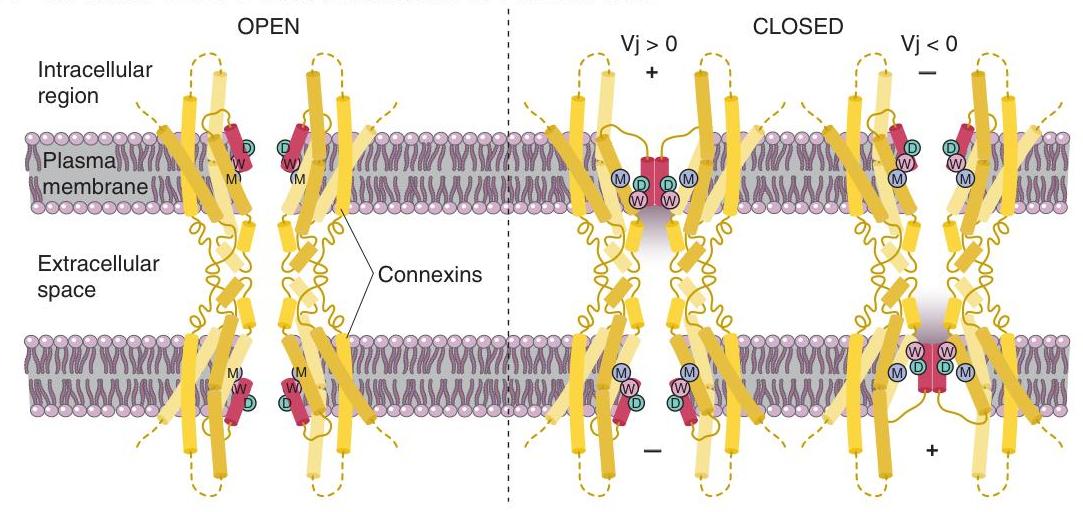 OPEN
CLOSED
Vj > 0
Vj < 0
+
−
Intracellular
region
D
D
D
D
W
W
W
W
M
M
M
M
Plasma
membrane
M
D
D
M
W
W
Extracellular
space
Connexins
M
W
D
M
W
D
M
W
D
M
W
D
W
W
M
D
D
M
M
W
D
M
W
D
−
+